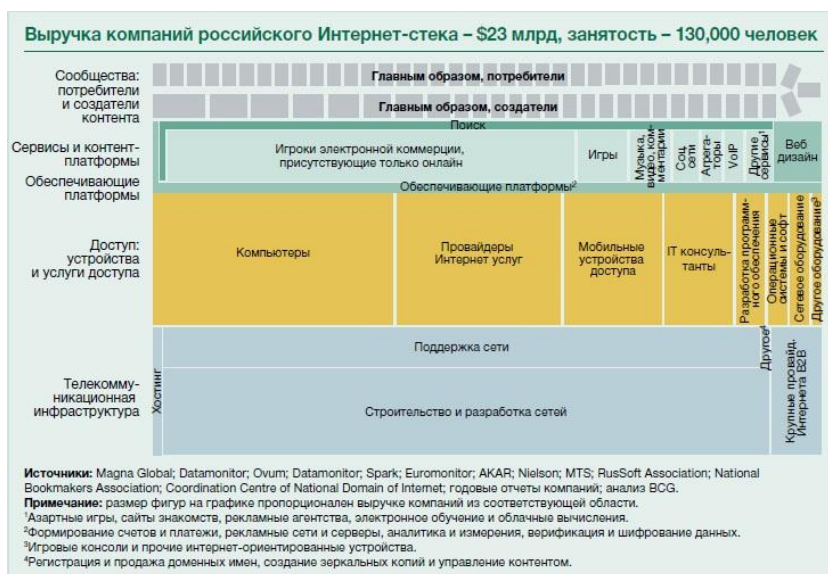 Выручка компаний российского Интернет-стека – $23 млрд, занятость – 130,000 человек
Сообщества:
потребители
и создатели
контента
Главным образом, потребители
Главным образом, создатели
Сервисы и контент-
платформы
Поиск
Игроки электронной коммерции,
присутствующие только онлайн
Игры
Музыка,
видео, ком-
ментарии
Соц.
сети
Агрега-
торы
VoIP
Другие
сервисы¹
Веб
дизайн
Обеспечивающие
платформы
Обеспечивающие платформы²
Доступ:
устройства
и услуги доступа
Компьютеры
Провайдеры
Интернет услуг
Мобильные
устройства
доступа
IT консуль-
танты
Разработка программ-
ного обеспечения
Операционные
системы и софт
Сетевое оборудование
Другое оборудование³
Телекомму-
никационная
инфраструктура
Хостинг
Поддержка сети
Строительство и разработка сетей
Другое⁴
Крупные провайд.
Интернета B2B
Источники: Magna Global; Datamonitor; Ovum; Datamonitor; Spark; Euromonitor; AKAR; Nielson; MTS; RusSoft Association; National
Bookmakers Association; Coordination Centre of National Domain of Internet; годовые отчеты компаний; анализ BCG.
Примечание: размер фигур на графике пропорционален выручке компаний из соответствующей области.
¹Азартные игры, сайты знакомств, рекламные агентства, электронное обучение и облачные вычисления.
²Формирование счетов и платежи, рекламные сети и серверы, аналитика и измерения, верификация и шифрование данных.
³Игровые консоли и прочие интернет-ориентированные устройства.
⁴Регистрация и продажа доменных имен, создание зеркальных копий и управление контентом.